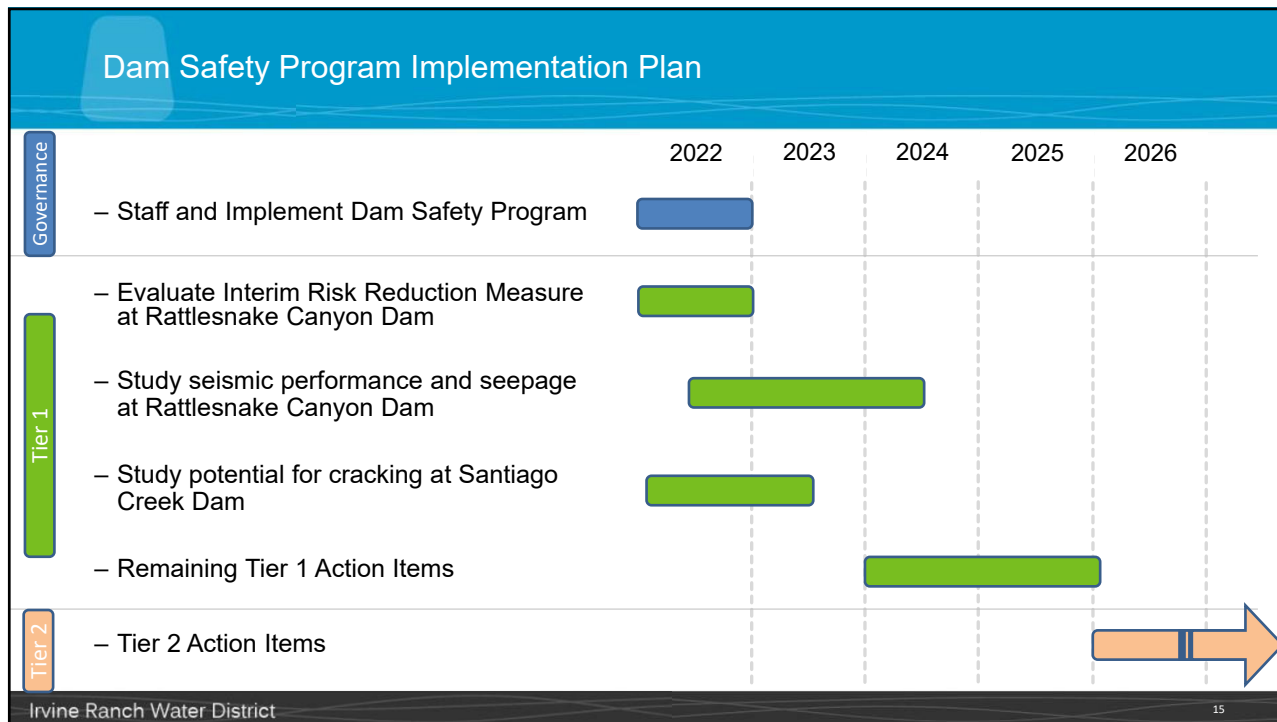 Dam Safety Program Implementation Plan
2022 2023 2024 2025 2026
Governance
– Staff and Implement Dam Safety Program
Tier 1
– Evaluate Interim Risk Reduction Measure
at Rattlesnake Canyon Dam
– Study seismic performance and seepage
at Rattlesnake Canyon Dam
– Study potential for cracking at Santiago
Creek Dam
– Remaining Tier 1 Action Items
Tier 2
– Tier 2 Action Items
Irvine Ranch Water District
15